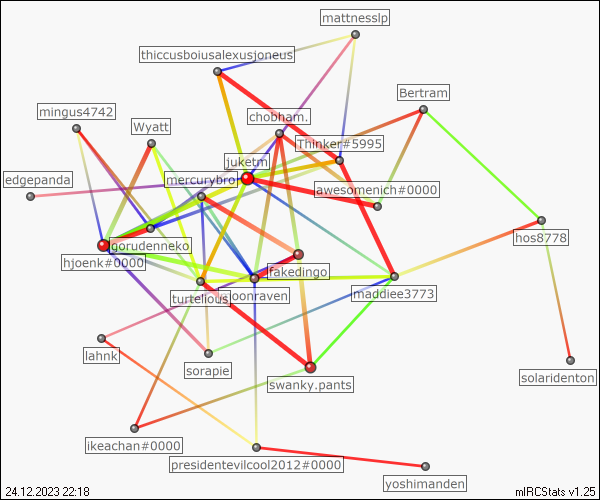 mattnesslp
thiccusboiusalexusjoneus
Bertram
mingus4742
chobham.
Wyatt
Thinker#5995
juketm
edgepanda
mercurybro
awesomenich#0000
hos8778
gorudenneko
hjoenk#0000
fakedingo
maddiee3773
turtelious
loonraven
lahnk
sorapie
solaridenton
swanky.pants
ikeachan#0000
presidentevilcool2012#0000
yoshimanden
24.12.2023 22:18
mIRCStats v1.25